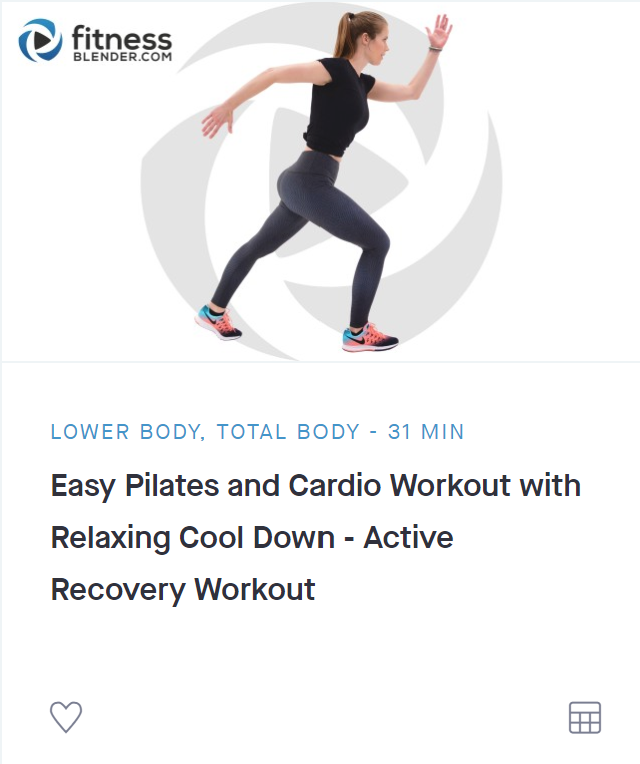 fitness
BLENDER.COM
LOWER BODY, TOTAL BODY - 31 MIN
Easy Pilates and Cardio Workout with
Relaxing Cool Down - Active
Recovery Workout